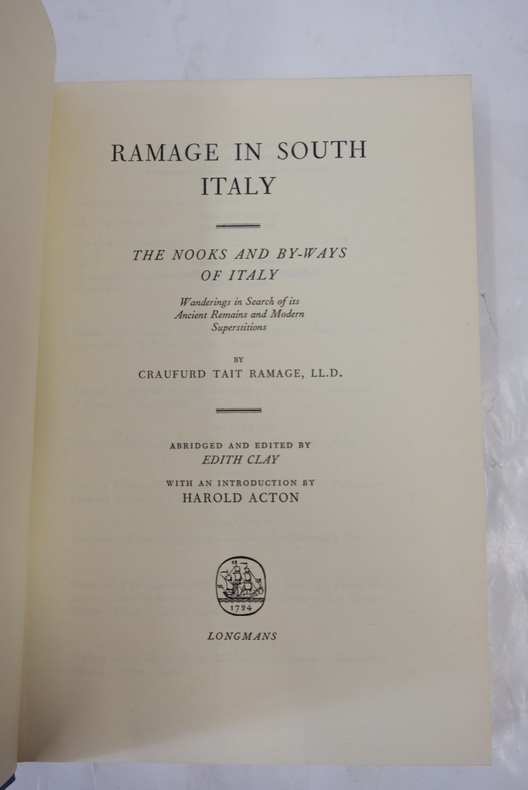 RAMAGE IN SOUTH
ITALY
THE NOOKS AND BY-WAYS
OF ITALY
Wanderings in Search of its
Ancient Remains and Modern
Superstitions
BY
CRAUFURD TAIT RAMAGE, LL.D.
ABRIDGED AND EDITED BY
EDITH CLAY
WITH AN INTRODUCTION BY
HAROLD ACTON
1724
LONGMANS